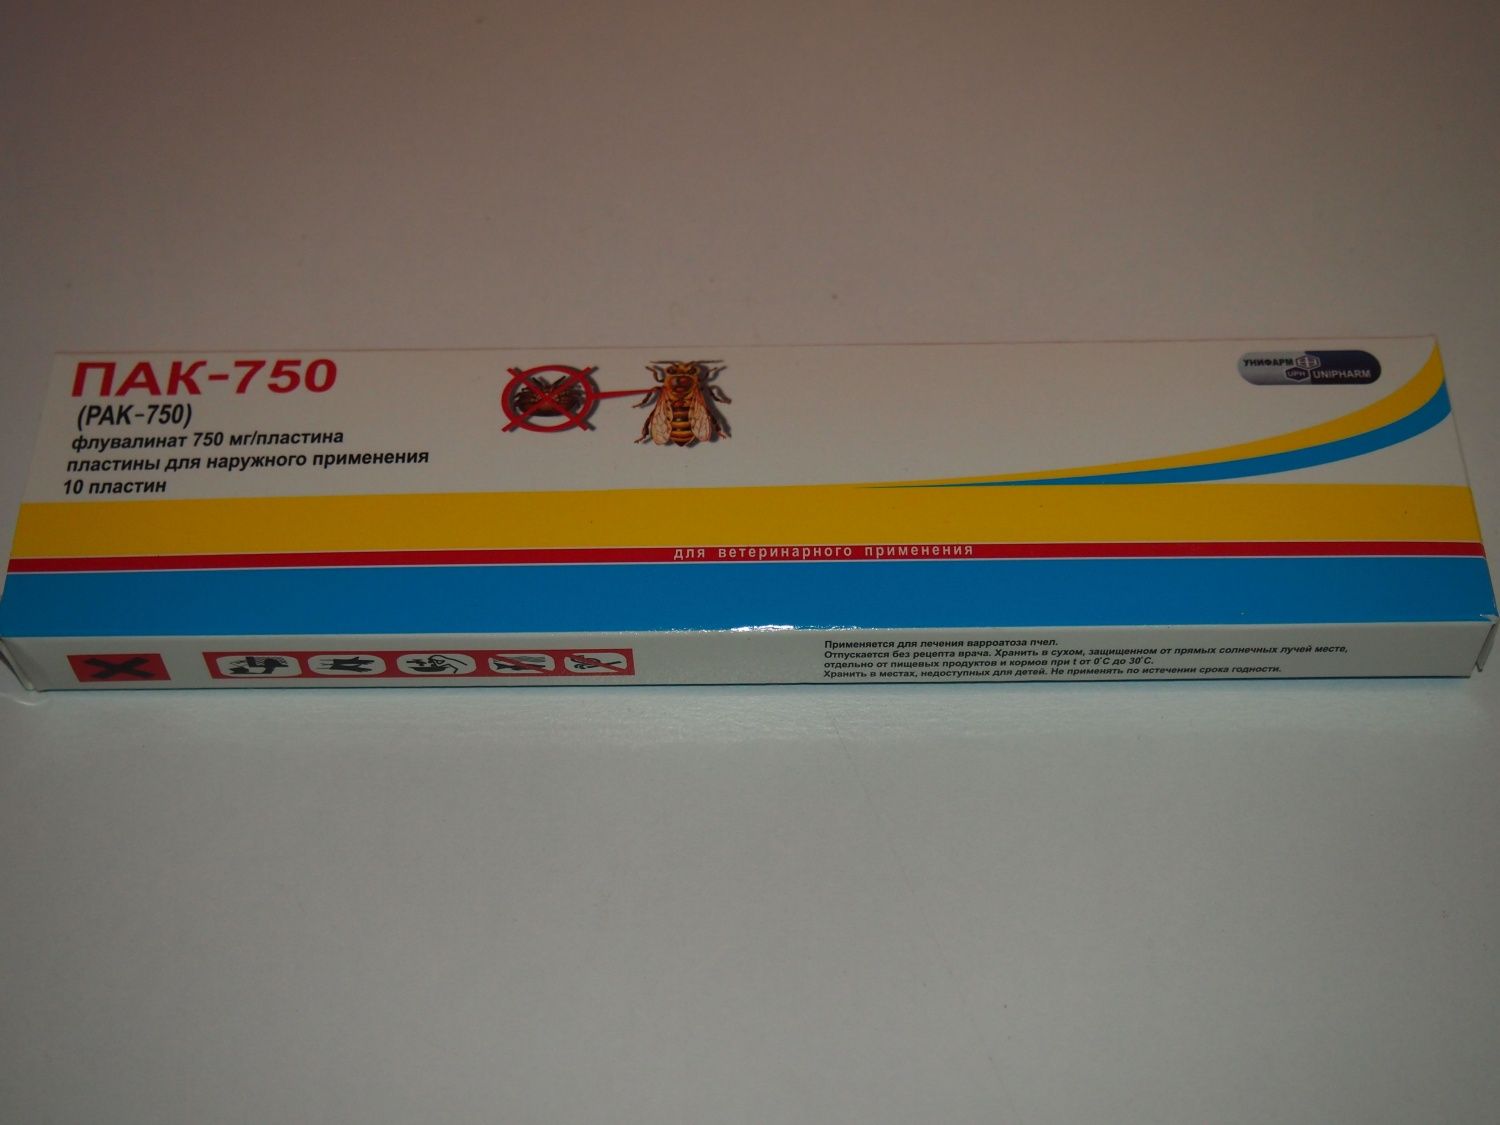 ПАК-750
(РАК-750)
флувалинат 750 мг/пластина
пластины для наружного применения
10 пластин
УНИФАРМ
UPH UNIPHARM
для ветеринарного применения
Применяется для лечения варроатоза пчел.
Отпускается без рецепта врача. Хранить в сухом, защищенном от прямых солнечных лучей месте,
отдельно от пищевых продуктов и кормов при t от 0°С до 30°С.
Хранить в местах, недоступных для детей. Не применять по истечении срока годности.